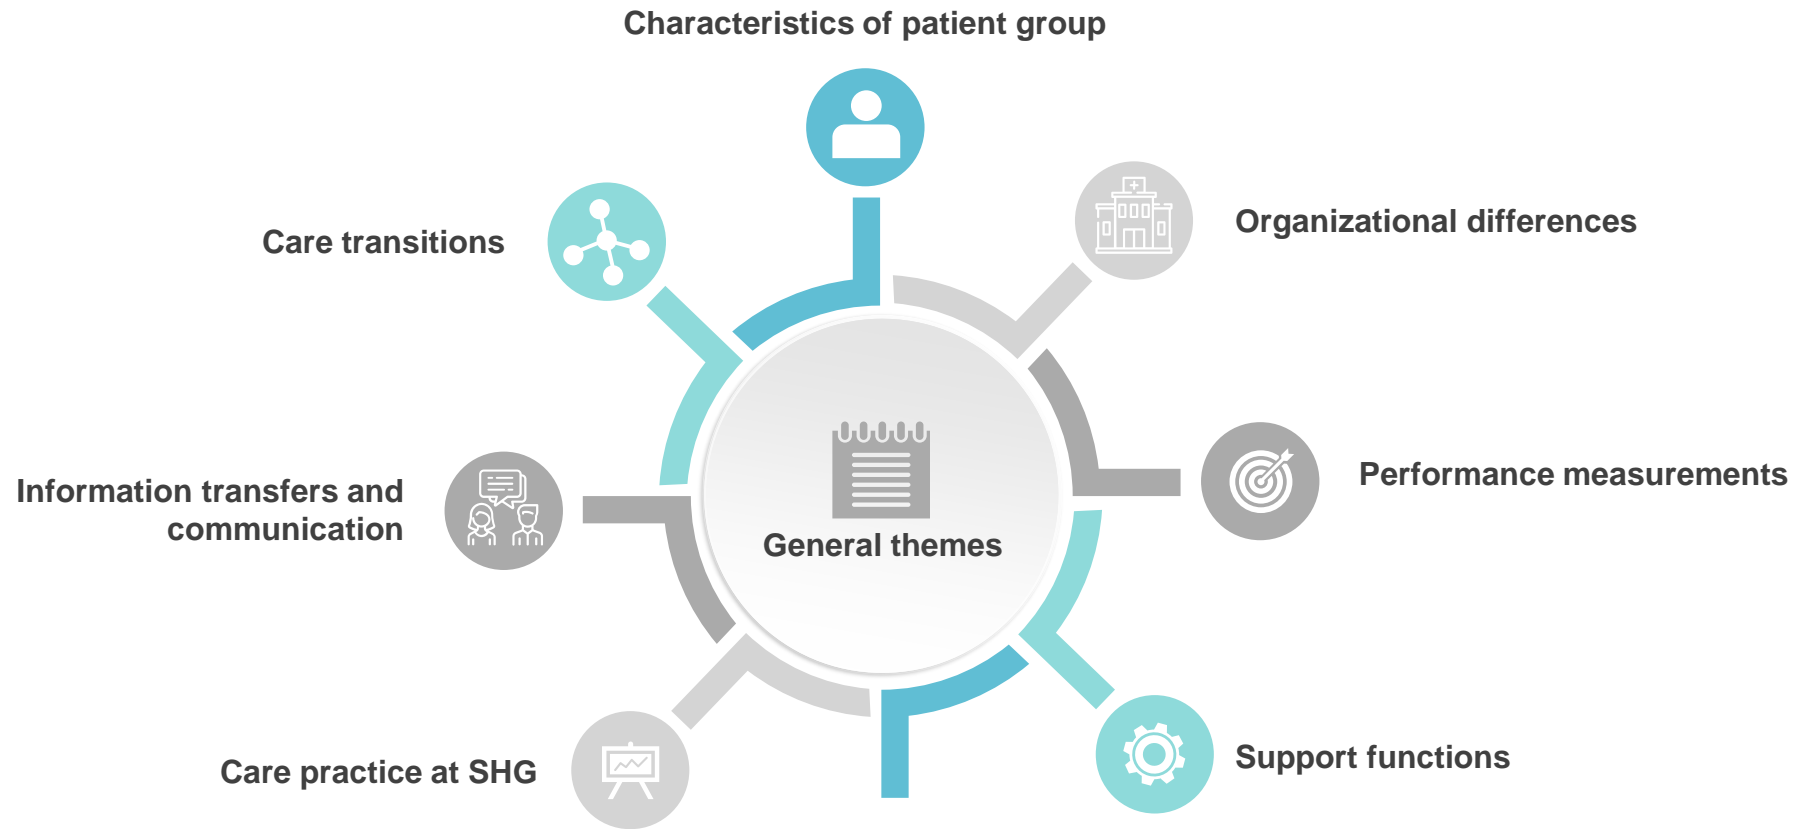 Characteristics of patient group
Care transitions
Organizational differences
Information transfers and
communication
Performance measurements
General themes
Care practice at SHG
Support functions